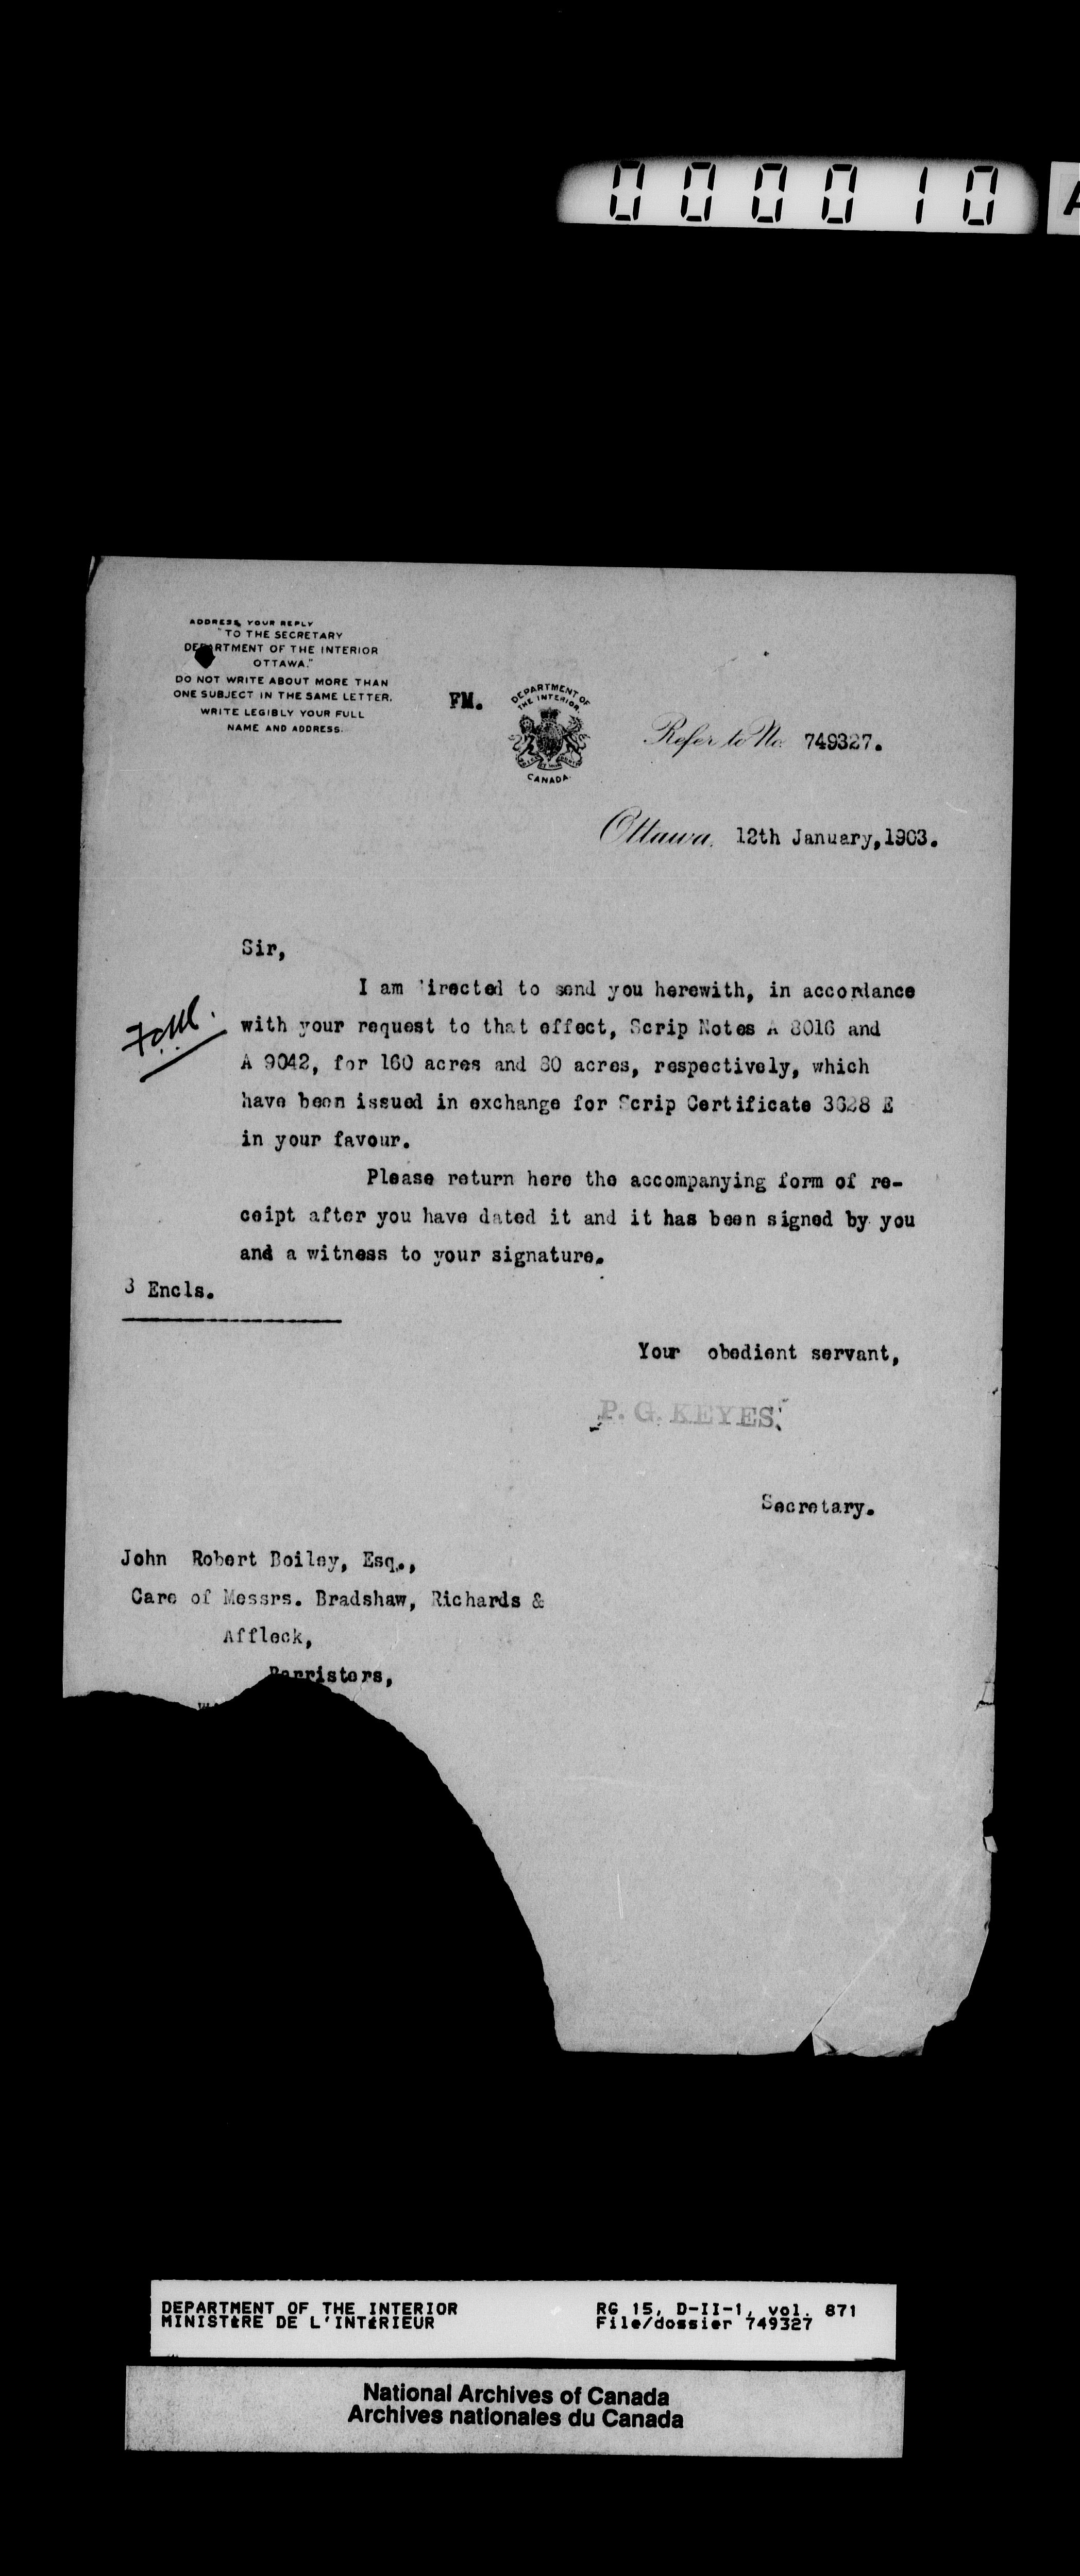 000010
A
ADDRESS YOUR REPLY
"TO THE SECRETARY
DEPARTMENT OF THE INTERIOR
OTTAWA."
DO NOT WRITE ABOUT MORE THAN
ONE SUBJECT IN THE SAME LETTER.
WRITE LEGIBLY YOUR FULL
NAME AND ADDRESS.
FM.
DEPARTMENT OF
THE INTERIOR.
CANADA.
Refer to No. 749327.
Ottawa, 12th January, 1903.
Sir,
I am directed to send you herewith, in accordance
with your request to that effect, Scrip Notes A 8016 and
A 9042, for 160 acres and 80 acres, respectively, which
have been issued in exchange for Scrip Certificate 3628 E
in your favour.
Please return here the accompanying form of re-
ceipt after you have dated it and it has been signed by you
and a witness to your signature.
3 Encls.
Your obedient servant,
P. G. KEYES.
Secretary.
John Robert Boiley, Esq.,
Care of Messrs. Bradshaw, Richards &
Affleck,
Barristers,
DEPARTMENT OF THE INTERIOR
MINISTÈRE DE L'INTÉRIEUR
RG 15, D-II-1, vol. 871
File/dossier 749327
National Archives of Canada
Archives nationales du Canada